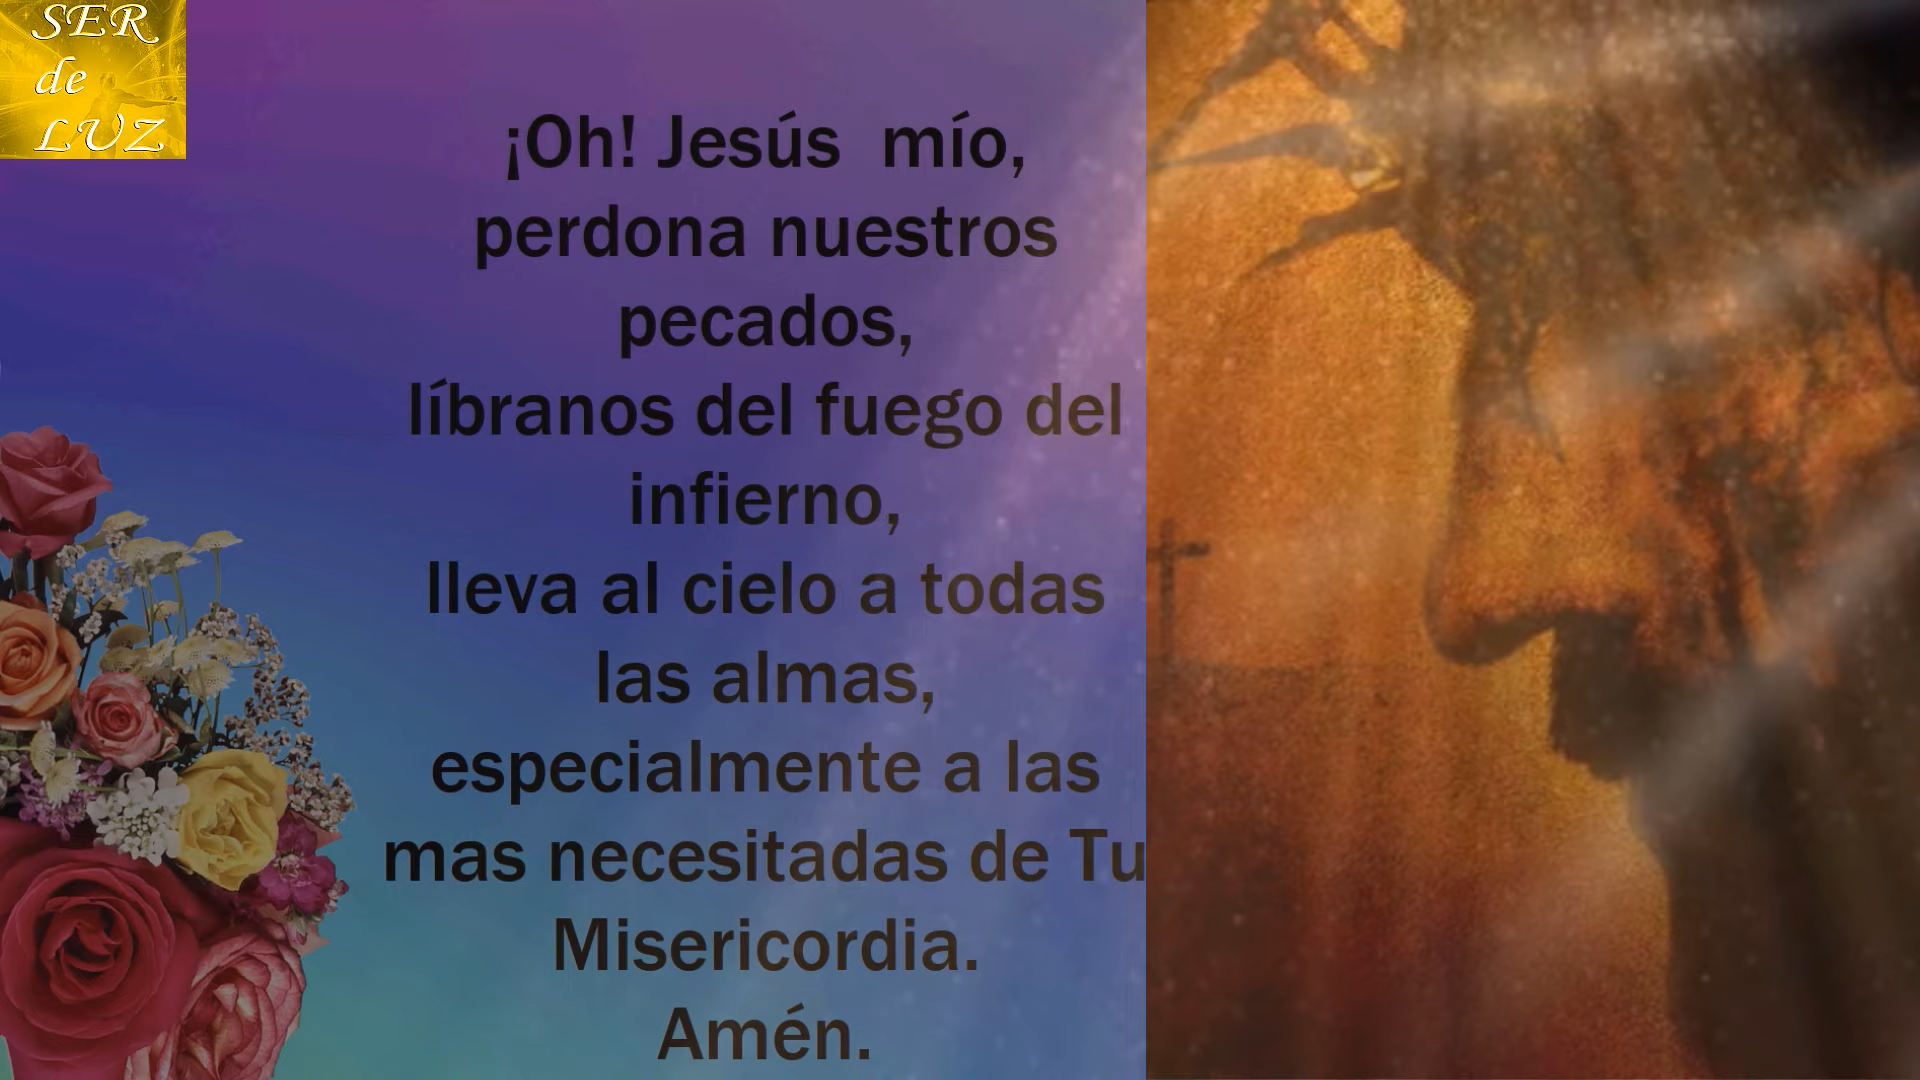 SER
de
LUZ
¡Oh! Jesús  mío,
perdona nuestros
pecados,
líbranos del fuego del
infierno,
lleva al cielo a todas
las almas,
especialmente a las
mas necesitadas de Tu
Misericordia.
Amén.